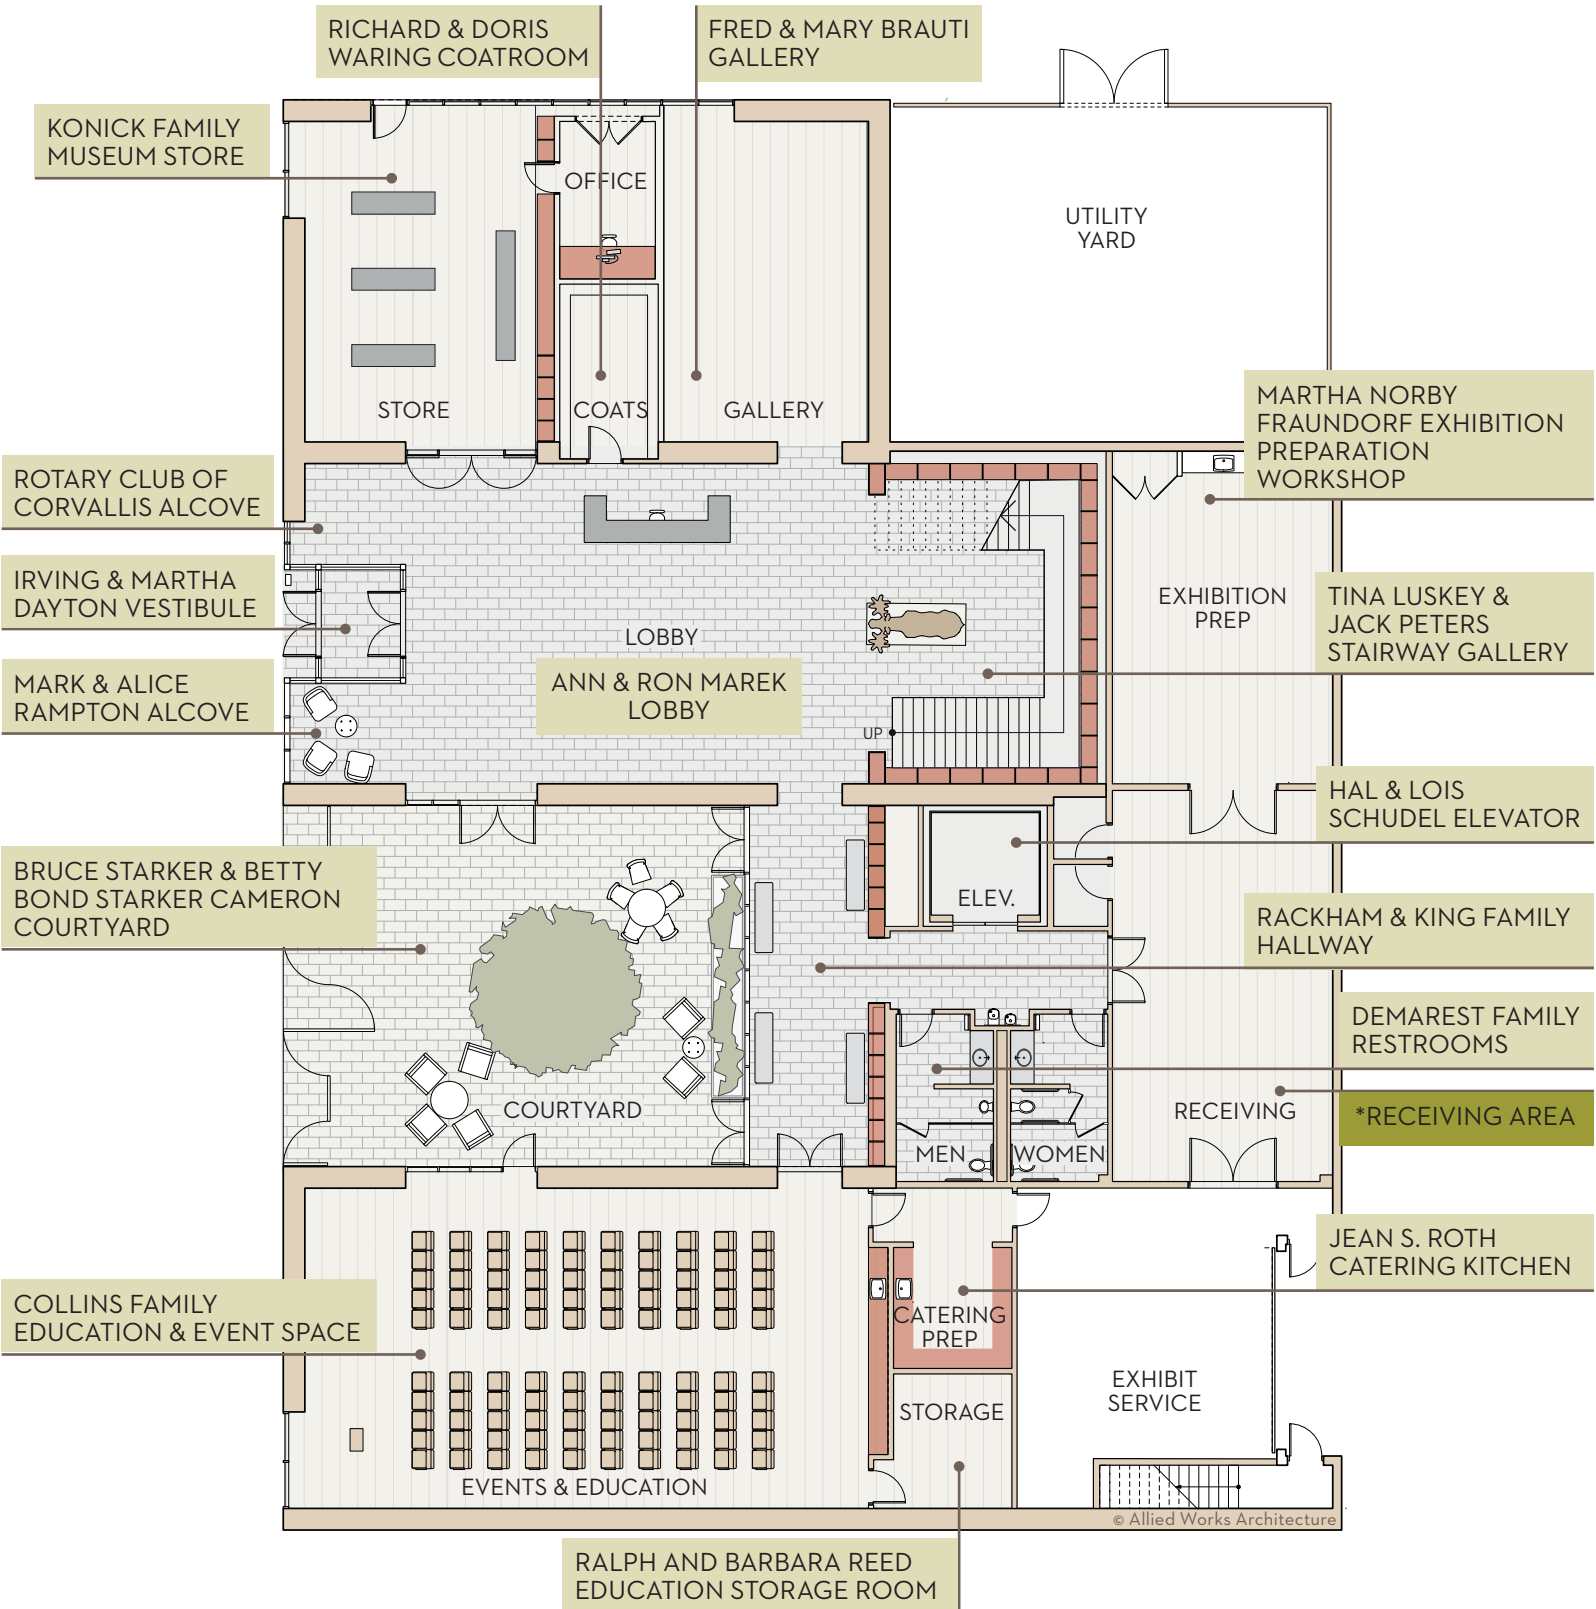 RICHARD & DORIS
WARING COATROOM
FRED & MARY BRAUTI
GALLERY
KONICK FAMILY
MUSEUM STORE
OFFICE
UTILITY
YARD
STORE
COATS
GALLERY
MARTHA NORBY
FRAUNDORF EXHIBITION
PREPARATION
WORKSHOP
ROTARY CLUB OF
CORVALLIS ALCOVE
IRVING & MARTHA
DAYTON VESTIBULE
EXHIBITION
PREP
TINA LUSKEY &
JACK PETERS
STAIRWAY GALLERY
LOBBY
MARK & ALICE
RAMPTON ALCOVE
ANN & RON MAREK
LOBBY
UP
HAL & LOIS
SCHUDEL ELEVATOR
BRUCE STARKER & BETTY
BOND STARKER CAMERON
COURTYARD
ELEV.
RACKHAM & KING FAMILY
HALLWAY
DEMAREST FAMILY
RESTROOMS
COURTYARD
RECEIVING
*RECEIVING AREA
MEN
WOMEN
JEAN S. ROTH
CATERING KITCHEN
COLLINS FAMILY
EDUCATION & EVENT SPACE
CATERING
PREP
EXHIBIT
SERVICE
STORAGE
EVENTS & EDUCATION
© Allied Works Architecture
RALPH AND BARBARA REED
EDUCATION STORAGE ROOM